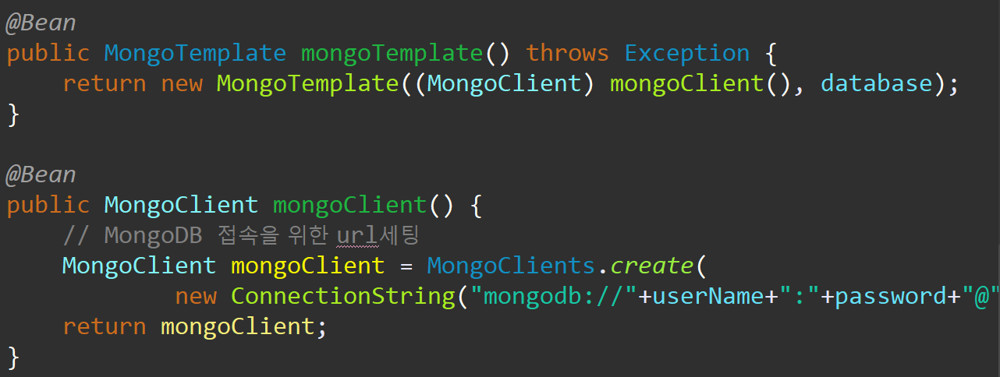 @Bean
public MongoTemplate mongoTemplate() throws Exception {
    return new MongoTemplate((MongoClient) mongoClient(), database);
}
@Bean
public MongoClient mongoClient() {
    // MongoDB 접속을 위한 url세팅
    MongoClient mongoClient = MongoClients.create(
            new ConnectionString("mongodb://"+userName+":"+password+"@"
    return mongoClient;
}